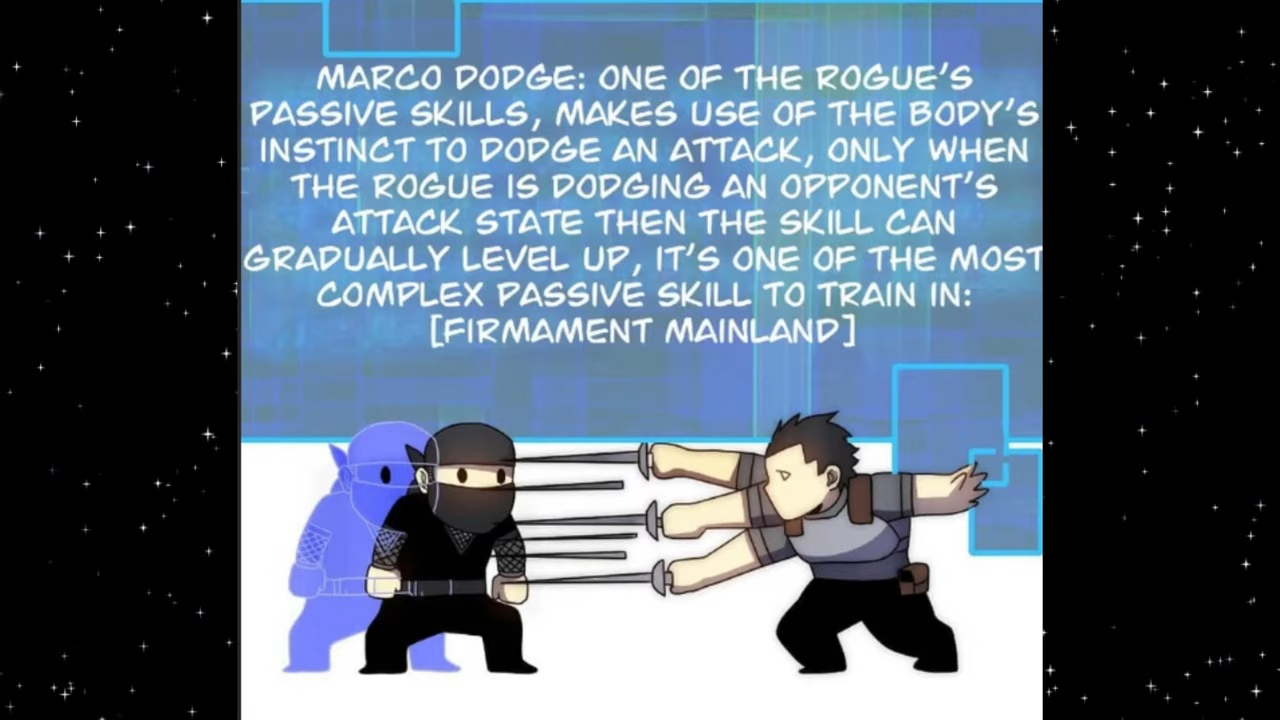 MARCO DODGE: ONE OF THE ROGUE'S
PASSIVE SKILLS, MAKES USE OF THE BODY'S
INSTINCT TO DODGE AN ATTACK, ONLY WHEN
THE ROGUE IS DODGING AN OPPONENT'S
ATTACK STATE THEN THE SKILL CAN
GRADUALLY LEVEL UP, IT'S ONE OF THE MOST
COMPLEX PASSIVE SKILL TO TRAIN IN:
[FIRMAMENT MAINLAND]